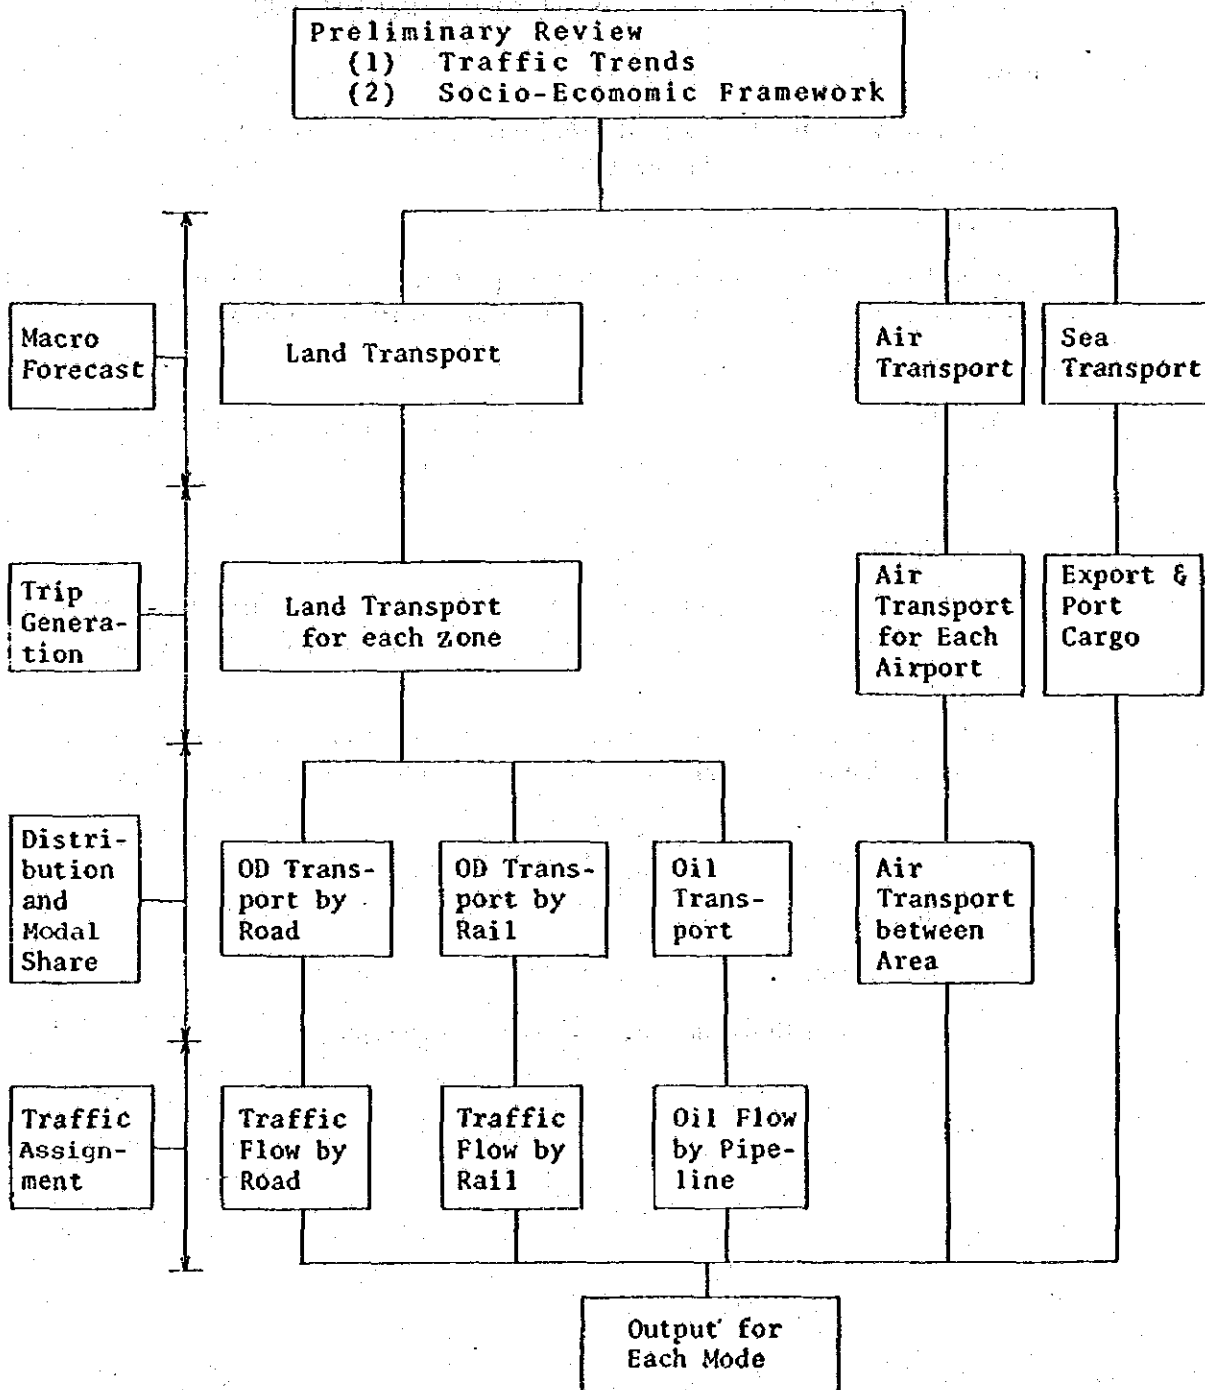 Preliminary Review
(1) Traffic Trends
(2) Socio-Ecomomic Framework
Macro
Forecast
Land Transport
Air
Transport
Sea
Transport
Trip
Genera-
tion
Land Transport
for each zone
Air
Transport
for Each
Airport
Export &
Port
Cargo
Distri-
bution
and
Modal
Share
OD Trans-
port by
Road
OD Trans-
port by
Rail
Oil
Trans-
port
Air
Transport
between
Area
Traffic
Assign-
ment
Traffic
Flow by
Road
Traffic
Flow by
Rail
Oil Flow
by Pipe-
line
Output for
Each Mode